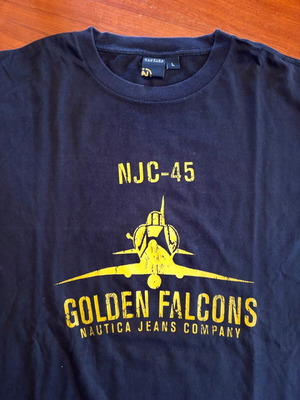 L
NJC-45
GOLDEN FALCONS
NAUTICA JEANS COMPANY